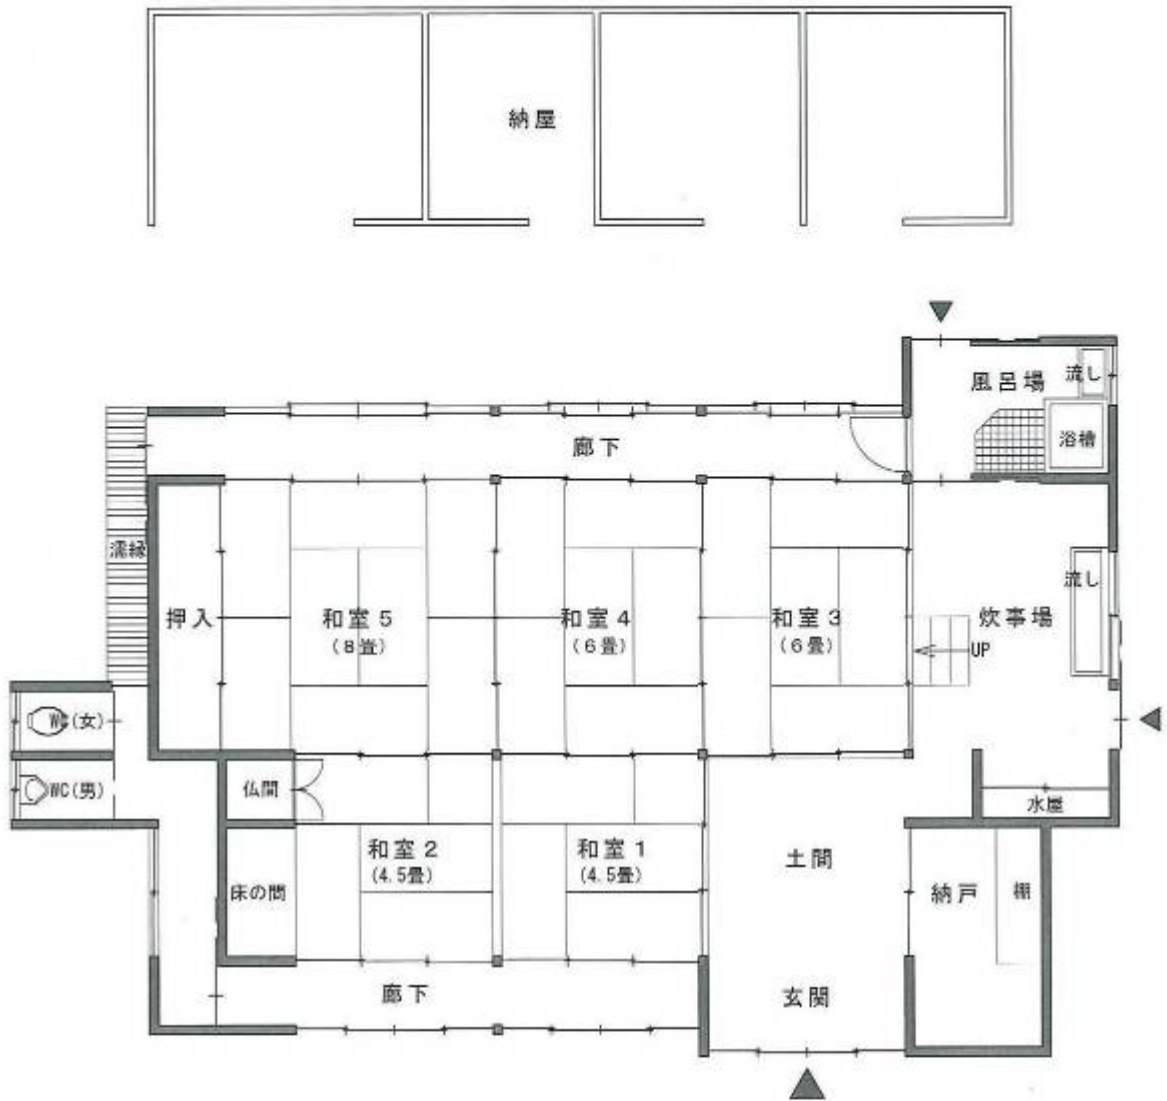 納屋
風呂場
流し
浴槽
廊下
濡縁
押入
和室5
(8畳)
和室4
(6畳)
和室3
(6畳)
流し
炊事場
UP
WC(女)
WC(男)
仏間
水屋
和室2
(4.5畳)
和室1
(4.5畳)
土間
床の間
納戸
棚
廊下
玄関